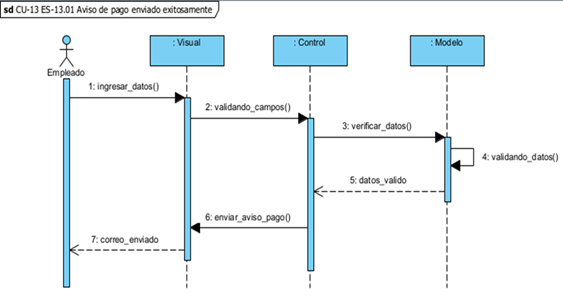 sd CU-13 ES-13.01 Aviso de pago enviado exitosamente
: Visual
: Control
: Modelo
Empleado
1: ingresar_datos()
2: validando_campos()
3: verificar_datos()
4: validando_datos()
5: datos_valido
6: enviar_aviso_pago()
7: correo_enviado